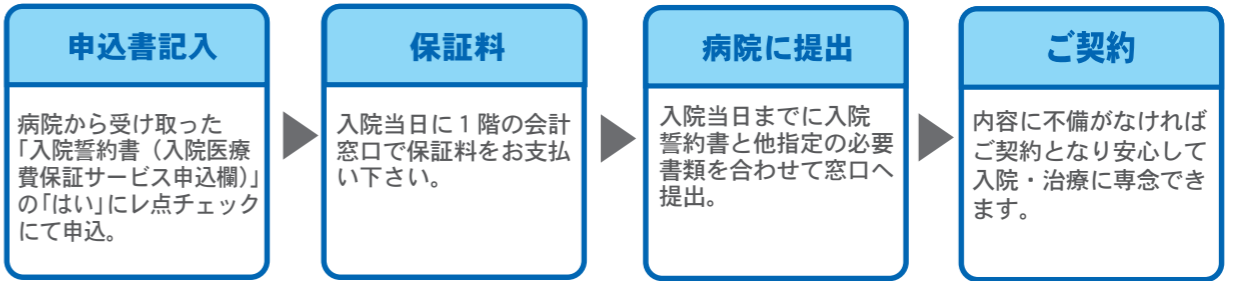 申込書記入
病院から受け取った
「入院誓約書（入院医療
費保証サービス申込欄）」
の「はい」にレ点チェック
にて申込。
保証料
入院当日に１階の会計
窓口で保証料をお支払
い下さい。
病院に提出
入院当日までに入院
誓約書と他指定の必要
書類を合わせて窓口へ
提出。
ご契約
内容に不備がなければ
ご契約となり安心して
入院・治療に専念でき
ます。